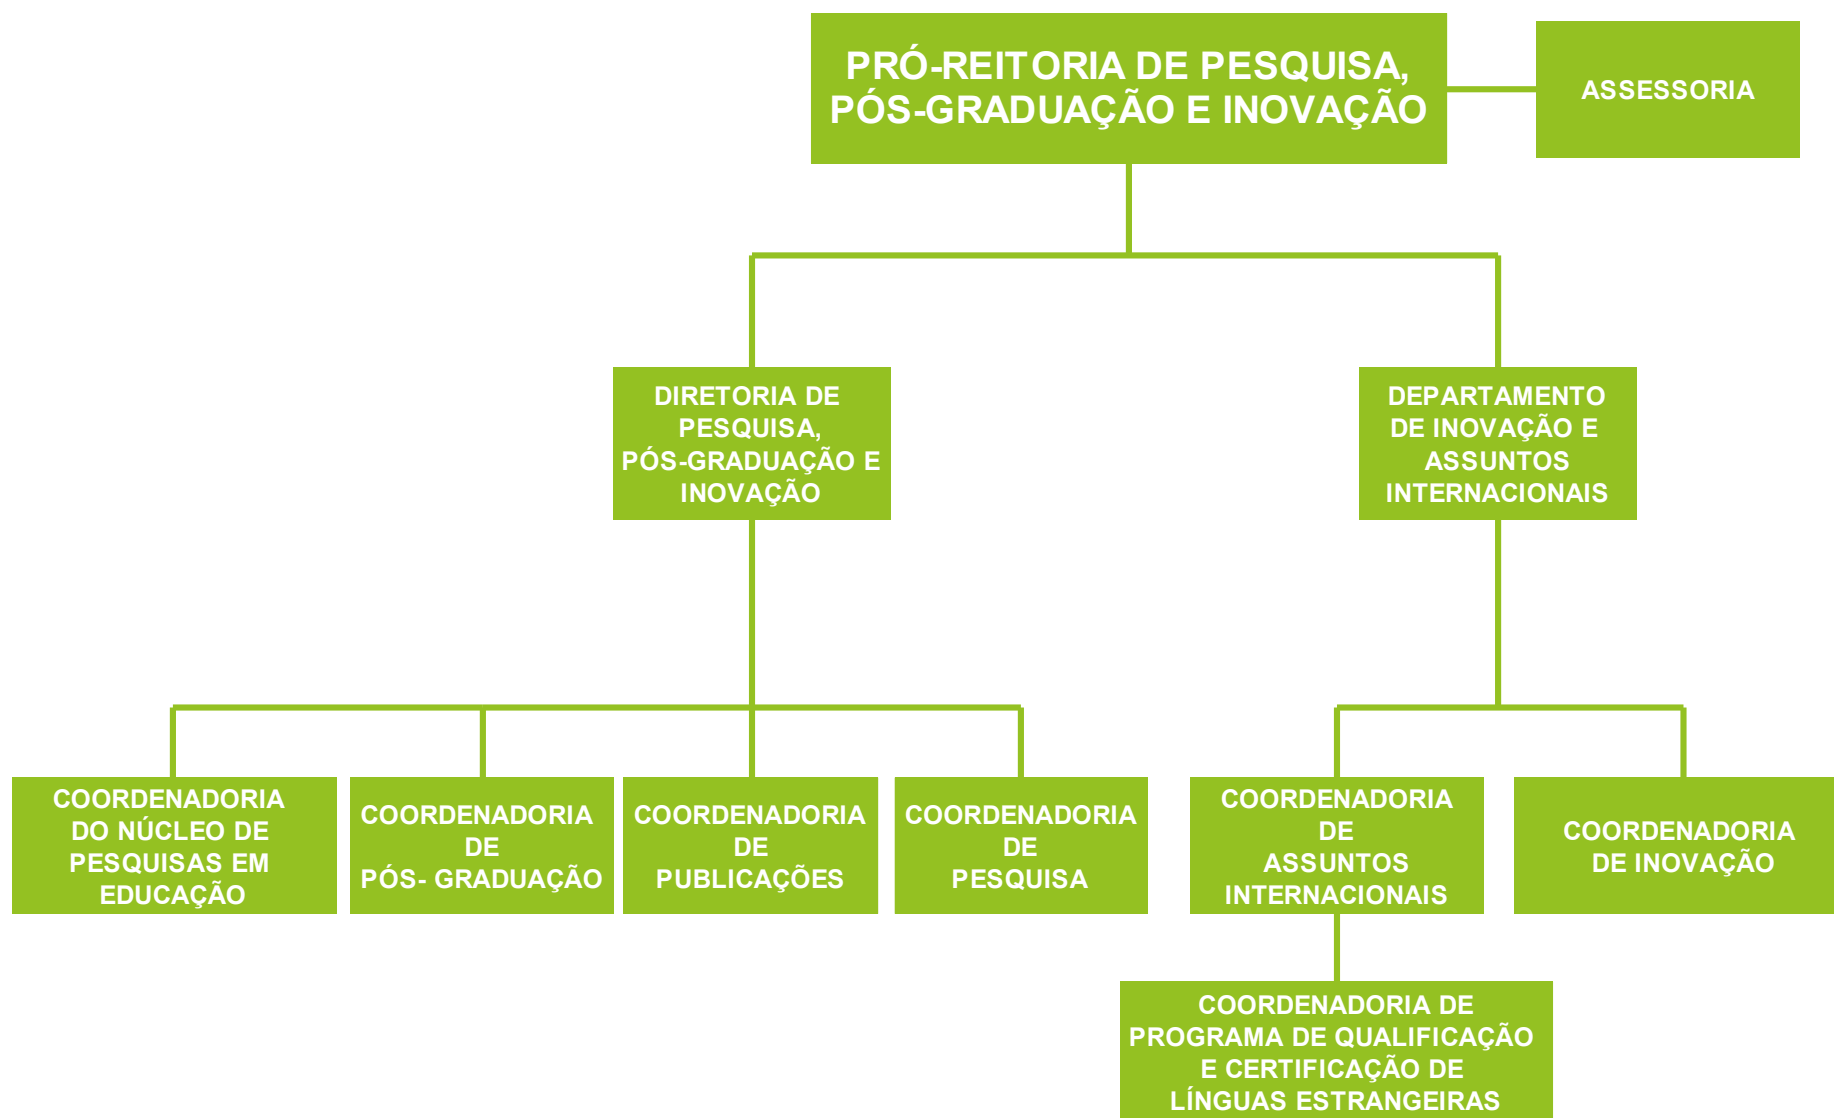 PRÓ-REITORIA DE PESQUISA,
PÓS-GRADUAÇÃO E INOVAÇÃO
ASSESSORIA
DIRETORIA DE
PESQUISA,
PÓS-GRADUAÇÃO E
INOVAÇÃO
DEPARTAMENTO
DE INOVAÇÃO E
ASSUNTOS
INTERNACIONAIS
COORDENADORIA
DO NÚCLEO DE
PESQUISAS EM
EDUCAÇÃO
COORDENADORIA
DE
PÓS- GRADUAÇÃO
COORDENADORIA
DE
PUBLICAÇÕES
COORDENADORIA
DE
PESQUISA
COORDENADORIA
DE
ASSUNTOS
INTERNACIONAIS
COORDENADORIA
DE INOVAÇÃO
COORDENADORIA DE
PROGRAMA DE QUALIFICAÇÃO
E CERTIFICAÇÃO DE
LÍNGUAS ESTRANGEIRAS